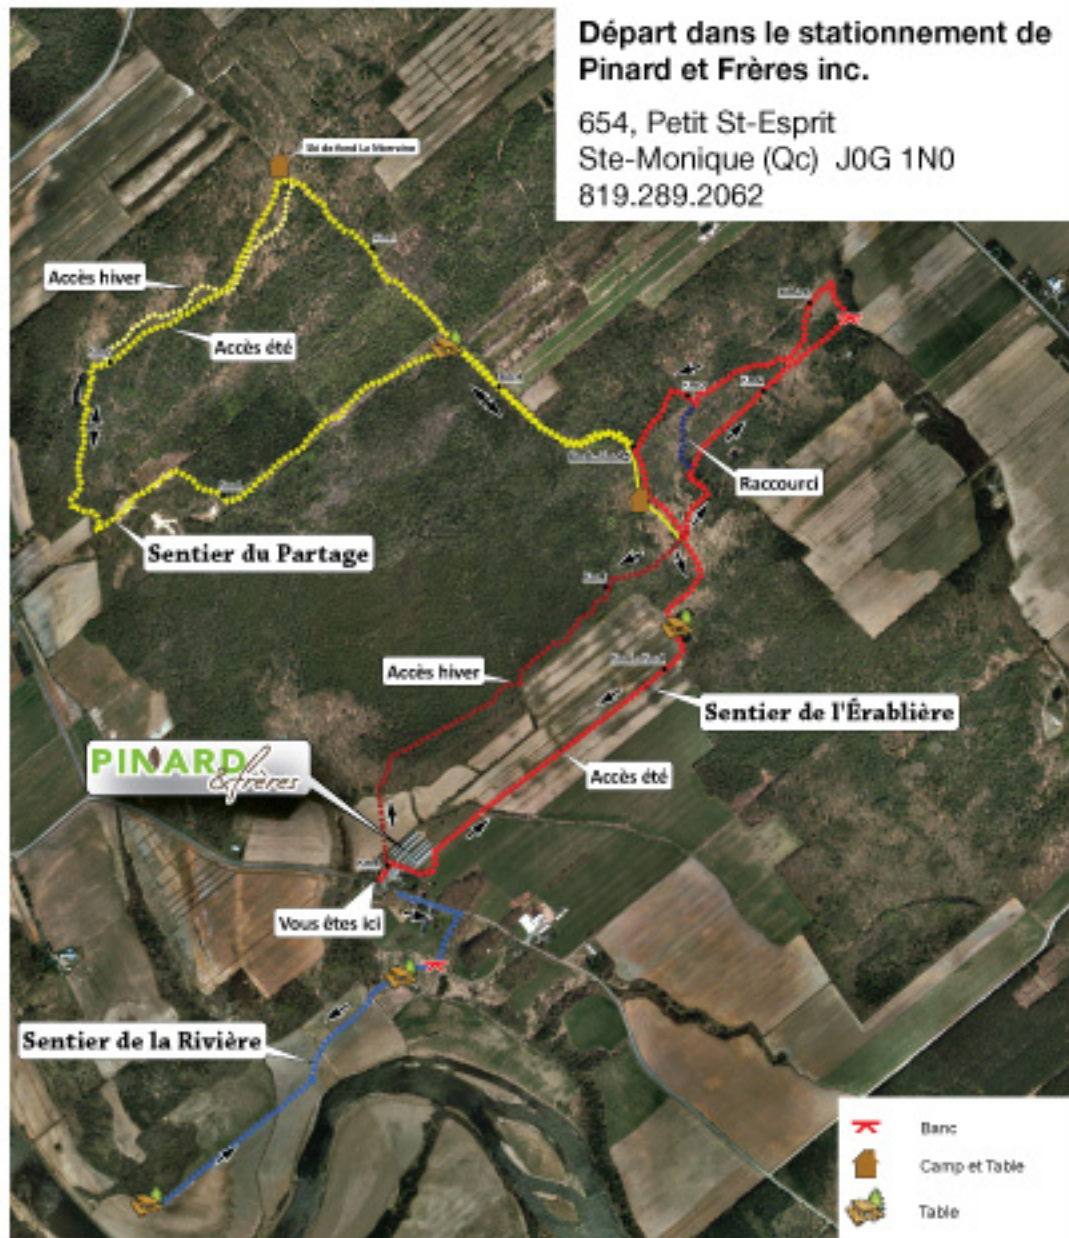 Départ dans le stationnement de
Pinard et Frères inc.
654, Petit St-Esprit
Ste-Monique (Qc)  J0G 1N0
819.289.2062
Accès hiver
Accès été
Raccourci
Sentier du Partage
Accès hiver
Sentier de l'Érablière
PINARD
& frères
Accès été
Vous êtes ici
Sentier de la Rivière
Banc
Camp et Table
Table